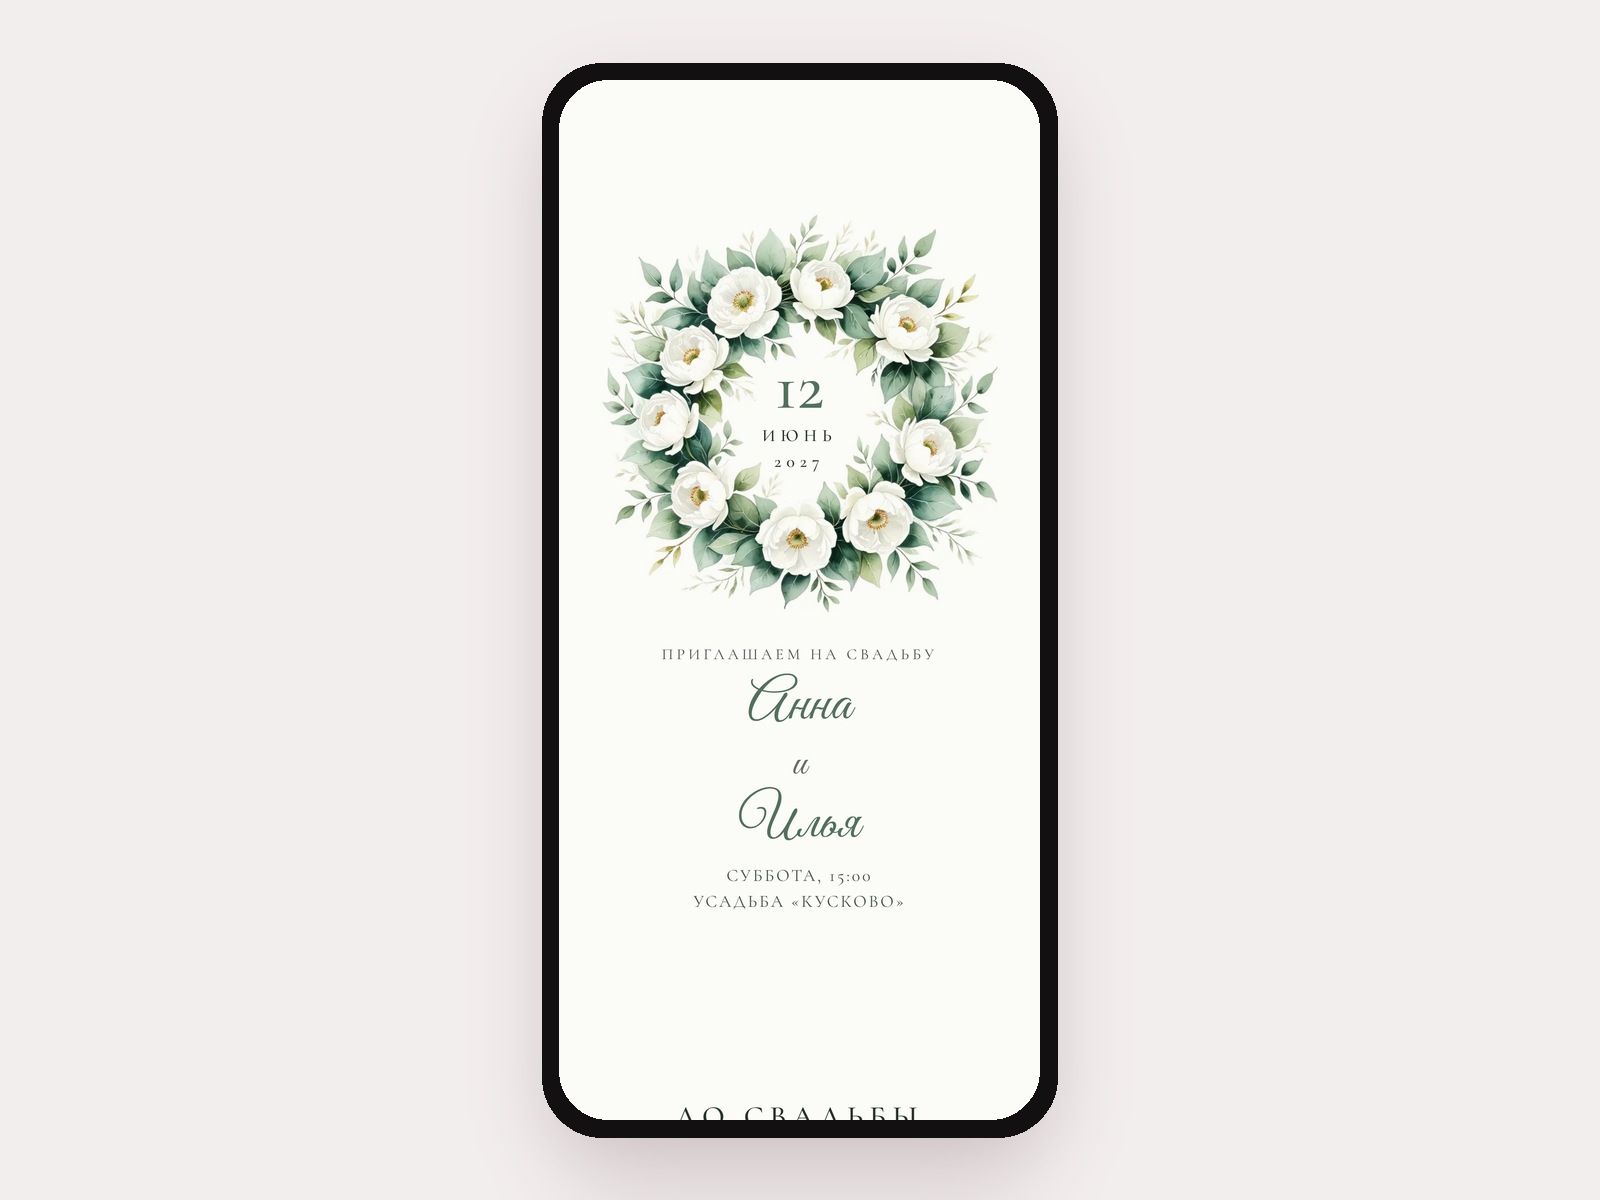 12
ИЮНЬ
2027
ПРИГЛАШАЕМ НА СВАДЬБУ
Анна
и
Илья
СУББОТА, 15:00
УСАДЬБА «КУСКОВО»
ДО СВАДЬБЫ